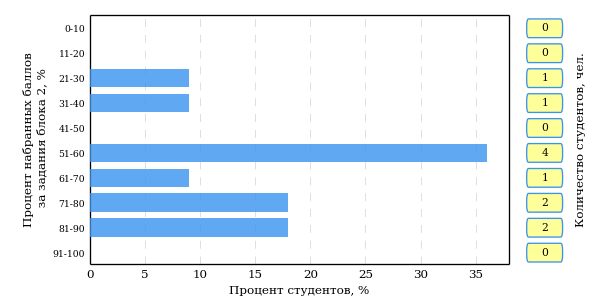 Процент набранных баллов
за задания блока 2, %
0-10 0
11-20 0
21-30 1
31-40 1
41-50 0
51-60 4
61-70 1
71-80 2
81-90 2
91-100 0
0 5 10 15 20 25 30 35
Процент студентов, %
Количество студентов, чел.